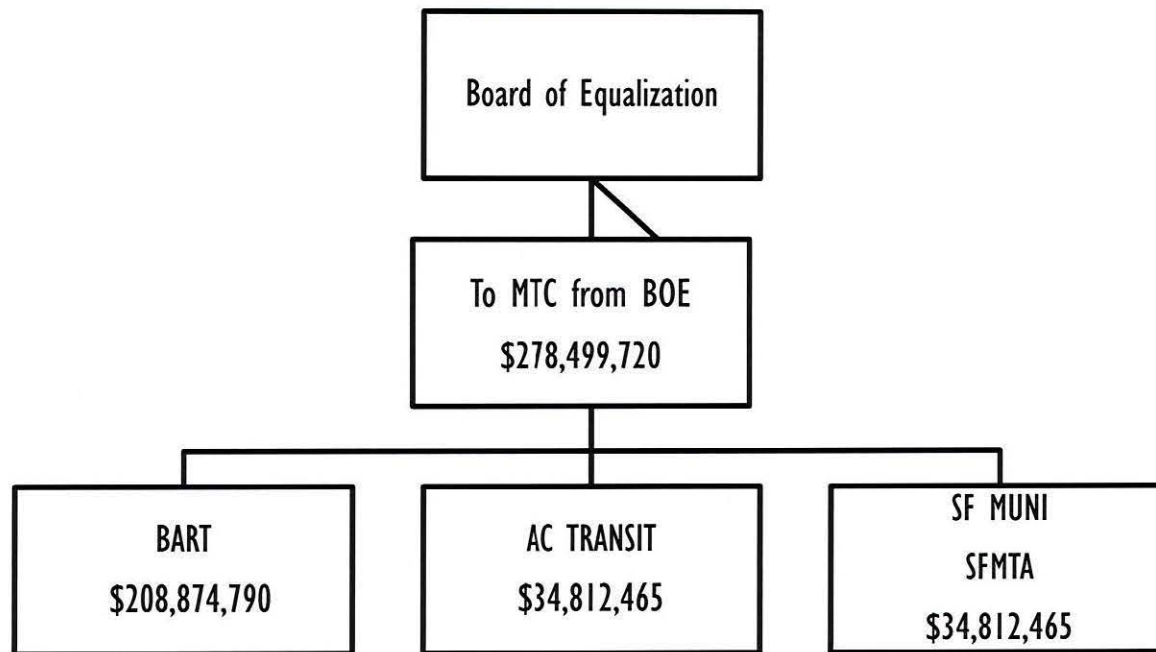 Board of Equalization
To MTC from BOE
$278,499,720
BART
$208,874,790
AC TRANSIT
$34,812,465
SF MUNI
SFMTA
$34,812,465